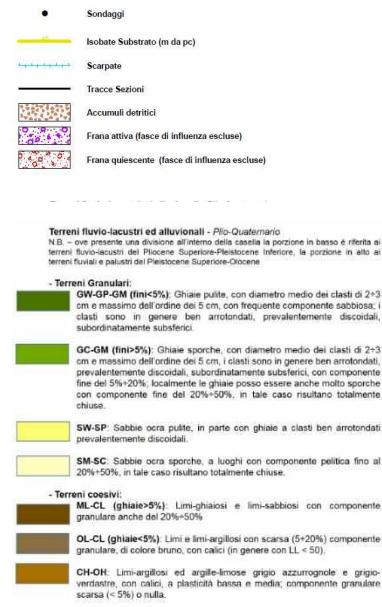 Sondaggi
Isobate Substrato (m da pc)
Scarpate
Tracce Sezioni
Accumuli detritici
Frana attiva (fasce di influenza escluse)
Frana quiescente (fasce di influenza escluse)
Terreni fluvio-lacustri ed alluvionali - Plio-Quaternario
N.B. – ove presente una divisione all'interno della casella la porzione in basso è riferita ai
terreni fluvio-lacustri del Pliocene Superiore-Pleistocene Inferiore, la porzione in alto ai
terreni fluviali e palustri del Pleistocene Superiore-Olocene
- Terreni Granulari:
GW-GP-GM (fini<5%): Ghiaie pulite, con diametro medio dei clasti di 2÷3
cm e massimo dell'ordine dei 5 cm, con frequente componente sabbiosa; i
clasti sono in genere ben arrotondati, prevalentemente discoidali,
subordinatamente subsferici.
GC-GM (fini>5%): Ghiaie sporche, con diametro medio dei clasti di 2÷3
cm e massimo dell'ordine dei 5 cm, i clasti sono in genere ben arrotondati,
prevalentemente discoidali, subordinatamente subsferici, con componente
fine del 5%÷20%; localmente le ghiaie posso essere anche molto sporche
con componente fine del 20%÷50%, in tale caso risultano totalmente
chiuse.
SW-SP: Sabbie ocra pulite, in parte con ghiaie a clasti ben arrotondati
prevalentemente discoidali.
SM-SC: Sabbie ocra sporche, a luoghi con componente pelitica fino al
20%÷50%, in tale caso risultano totalmente chiuse.
- Terreni coesivi:
ML-CL (ghiaie>5%): Limi-ghiaiosi e limi-sabbiosi con componente
granulare anche del 20%÷50%
OL-CL (ghiaie<5%): Limi e limi-argillosi con scarsa (5÷20%) componente
granulare, di colore bruno, con calici (in genere con LL < 50).
CH-OH: Limi-argillosi ed argille-limose grigio azzurrognole e grigio-
verdastre, con calici, a plasticità bassa e media; componente granulare
scarsa (< 5%) o nulla.